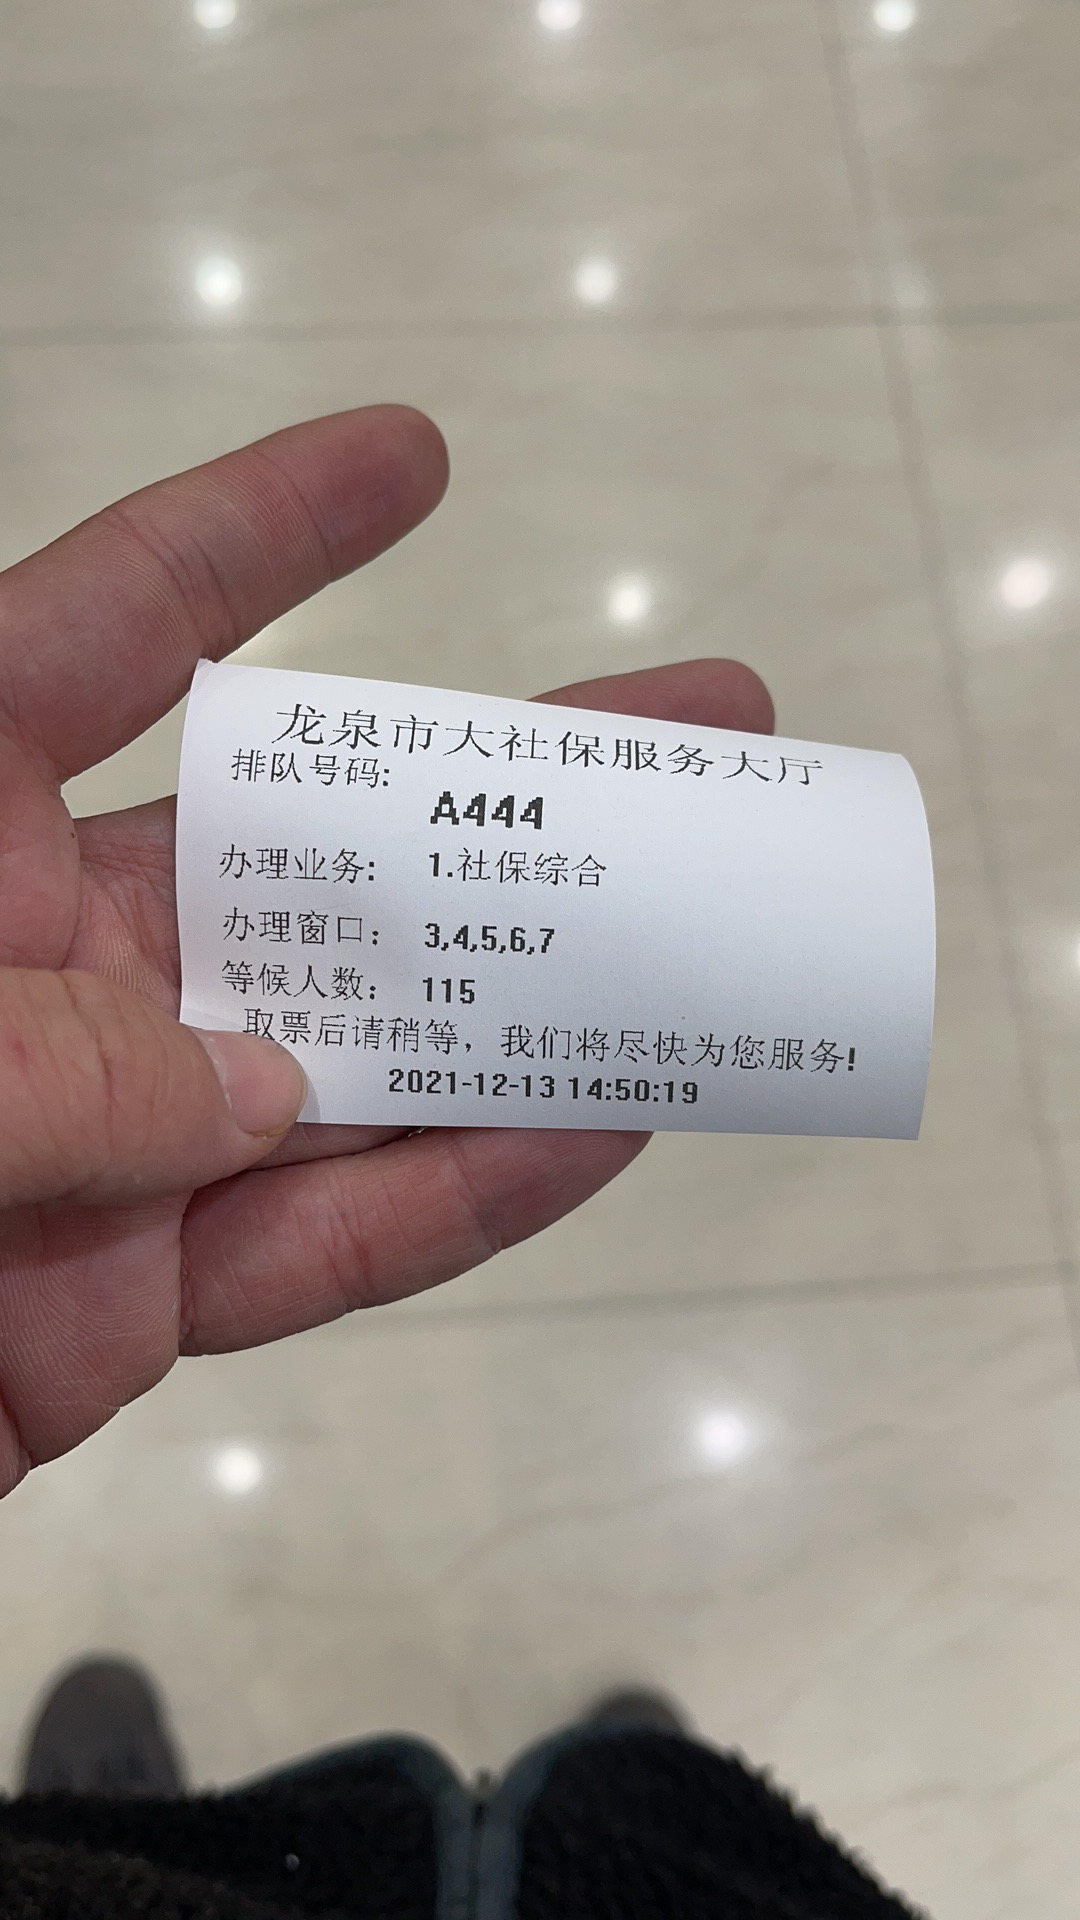 龙泉市大社保服务大厅
排队号码:
A444
办理业务: 1.社保综合
办理窗口: 3,4,5,6,7
等候人数: 115
取票后请稍等，我们将尽快为您服务!
2021-12-13 14:50:19